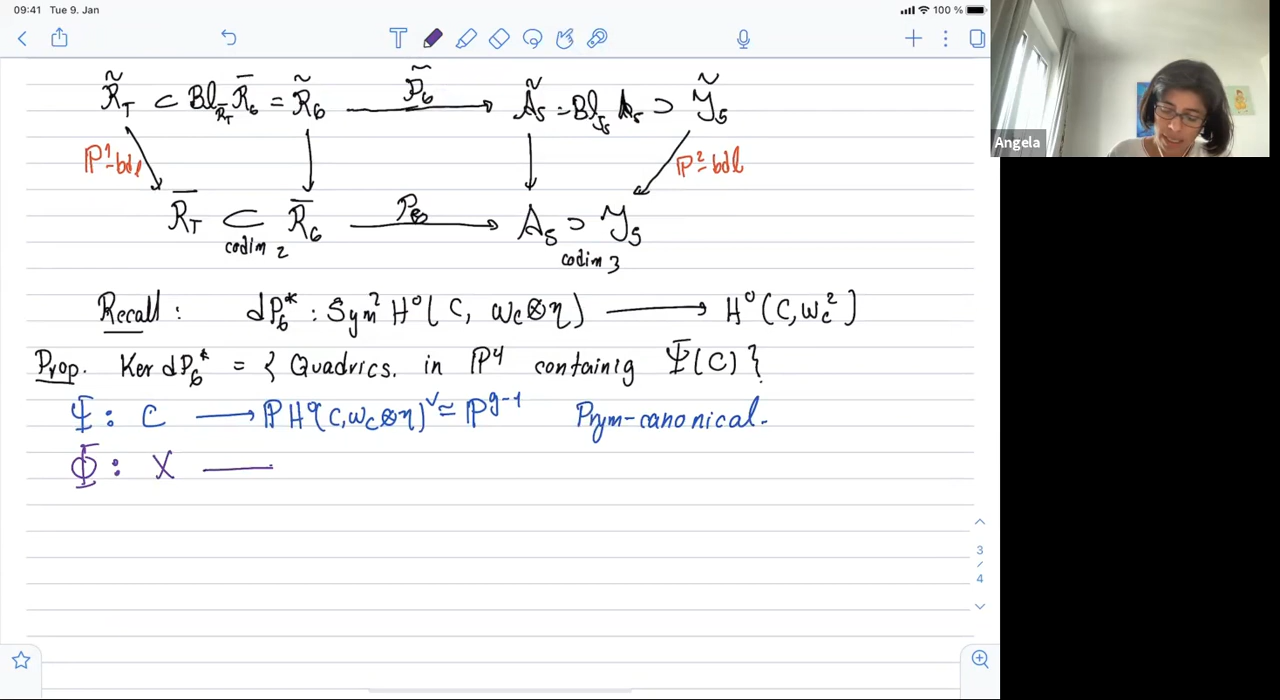 09:41 Tue 9. Jan 100 %
R̃_T ⊂ Bl_{R̄_T} R̄_6 = R̃_6 ⟶ P̃_6 Ã_5 = Bl_{𝒴_5} A_5 ⊃ 𝒴̃_5
P¹-bdl P²-bdl
R̄_T ⊂ R̄_6 ⟶ P_6 A_5 ⊃ 𝒴_5
codim 2 codim 3
Recall : dP_6^* : Sym² H⁰( C, ω_C⊗η) ⟶ H⁰(C,ω_C²)
Prop. Ker dP_6^* = { Quadrics. in P⁴ containig Ψ(C) }
Ψ : C ⟶ P H⁰(C,ω_C⊗η)^∨ ≃ P^{g-1} Prym-canonical.
Φ : X —
Angela
3
/
4